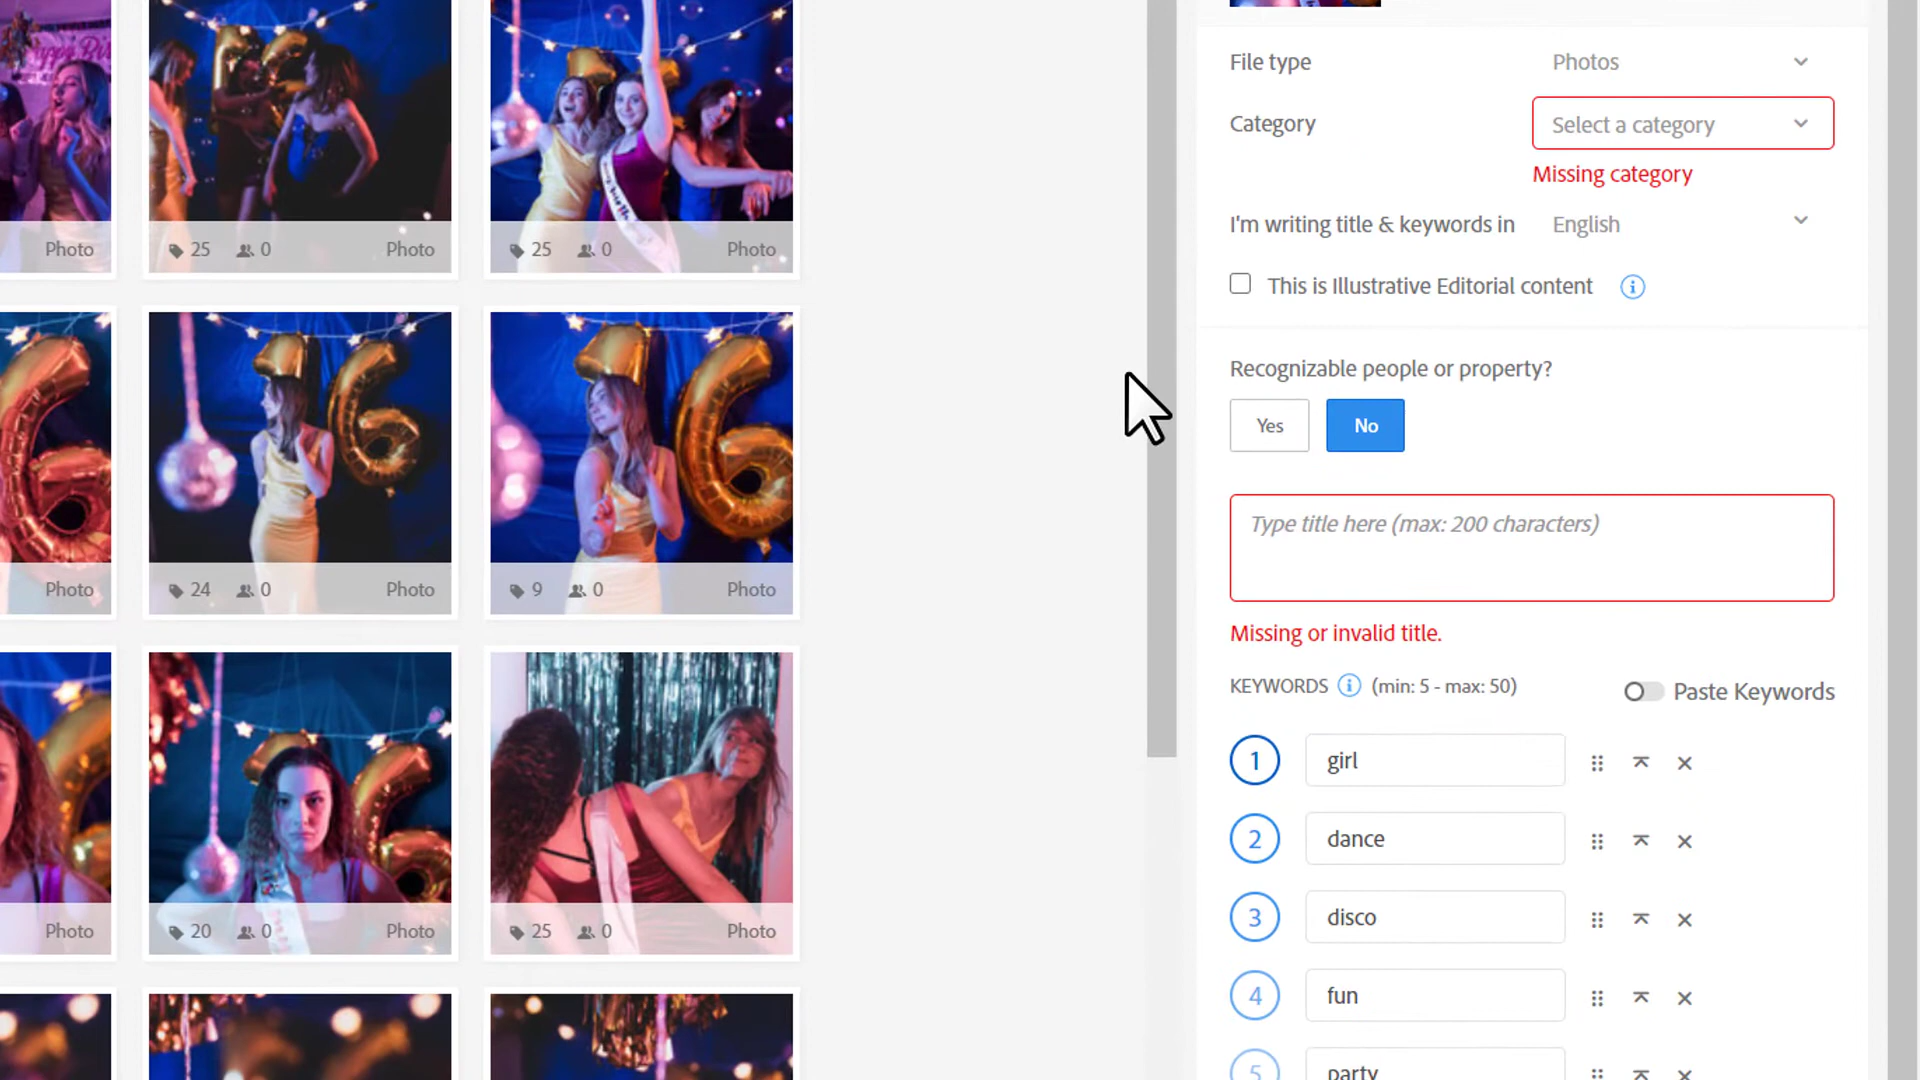 File type Photos
Category Select a category
Missing category
I'm writing title & keywords in English
This is Illustrative Editorial content
Recognizable people or property?
Yes No
Type title here (max: 200 characters)
Missing or invalid title.
KEYWORDS (min: 5 - max: 50) Paste Keywords
1 girl
2 dance
3 disco
4 fun
5 party
Photo
25 0 Photo
25 0 Photo
Photo
24 0 Photo
9 0 Photo
Photo
20 0 Photo
25 0 Photo